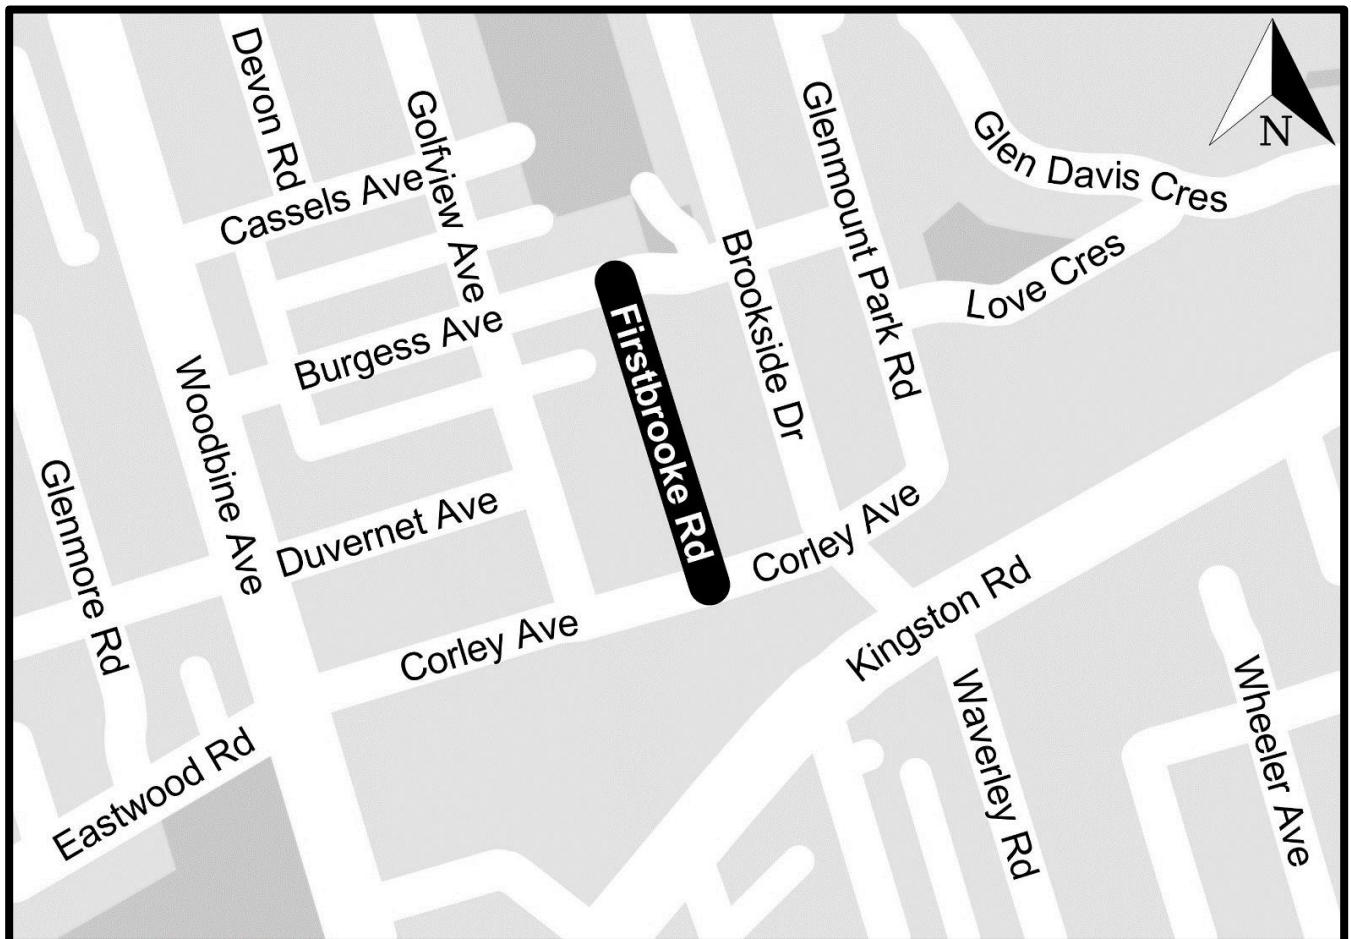 Devon Rd
Golfview Ave
Glenmount Park Rd
Glen Davis Cres
N
Cassels Ave
Brookside Dr
Love Cres
Burgess Ave
Firstbrooke Rd
Woodbine Ave
Glenmore Rd
Duvernet Ave
Corley Ave
Corley Ave
Kingston Rd
Waverley Rd
Wheeler Ave
Eastwood Rd